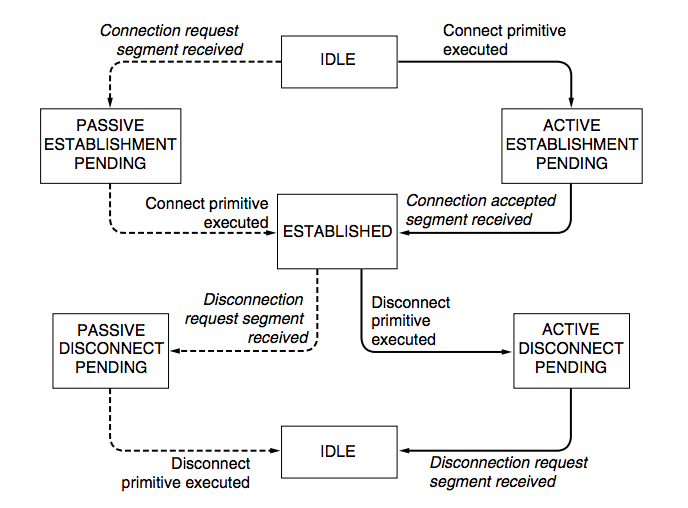 Connection request
segment received
IDLE
Connect primitive
executed
PASSIVE
ESTABLISHMENT
PENDING
ACTIVE
ESTABLISHMENT
PENDING
Connect primitive
executed
ESTABLISHED
Connection accepted
segment received
Disconnection
request segment
received
Disconnect
primitive
executed
PASSIVE
DISCONNECT
PENDING
ACTIVE
DISCONNECT
PENDING
IDLE
Disconnect
primitive executed
Disconnection request
segment received